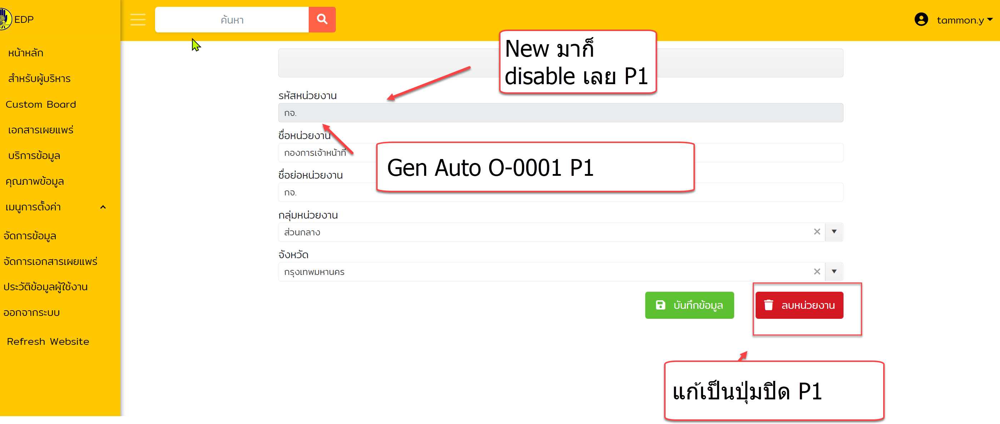 EDP
ค้นหา
tammon.y
หน้าหลัก
สำหรับผู้บริหาร
Custom Board
เอกสารเผยแพร่
บริการข้อมูล
คุณภาพข้อมูล
เมนูการตั้งค่า
จัดการข้อมูล
จัดการเอกสารเผยแพร่
ประวัติข้อมูลผู้ใช้งาน
ออกจากระบบ
Refresh Website
New มาก็
disable เลย P1
รหัสหน่วยงาน
กจ.
ชื่อหน่วยงาน
กองการเจ้าหน้าที่
Gen Auto O-0001 P1
ชื่อย่อหน่วยงาน
กจ.
กลุ่มหน่วยงาน
ส่วนกลาง
จังหวัด
กรุงเทพมหานคร
บันทึกข้อมูล
ลบหน่วยงาน
แก้เป็นปุ่มปิด P1